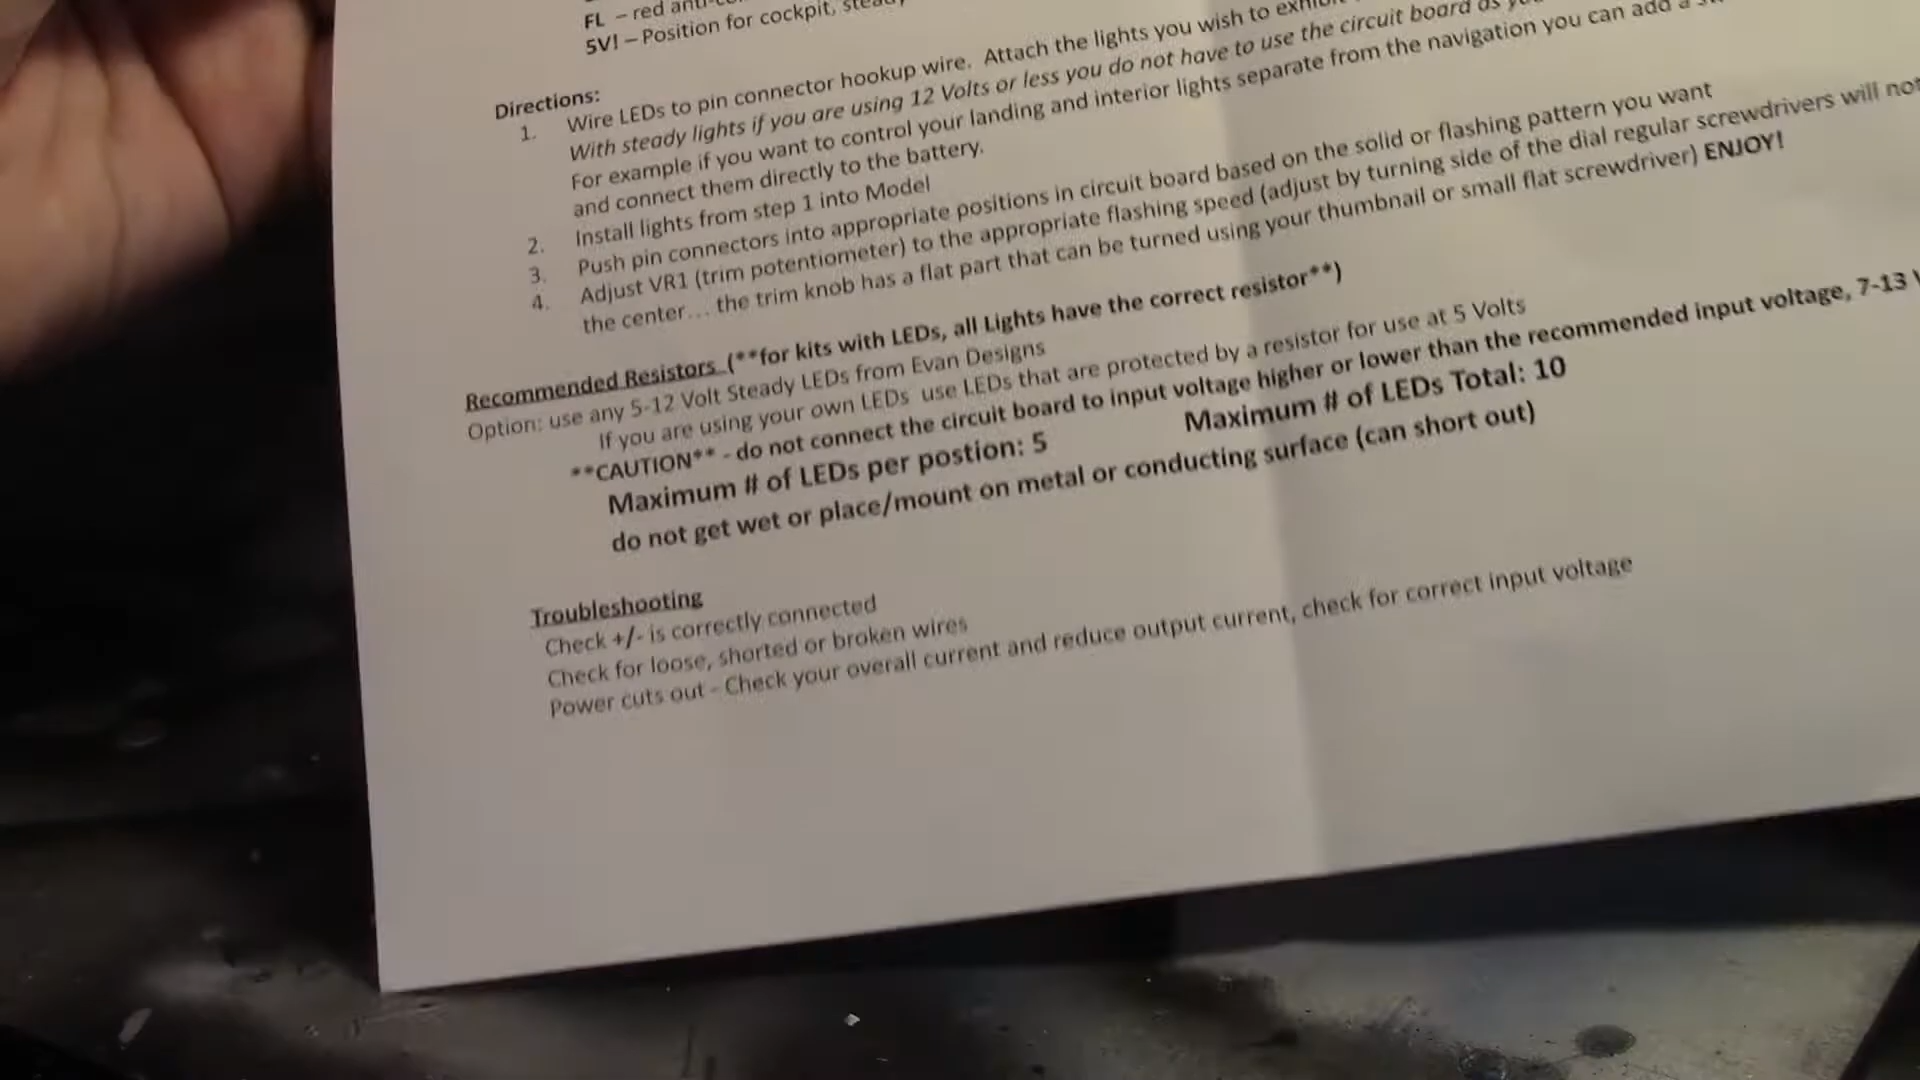 FL – red anti-
5V! – Position for cockpit, steady
Directions:
1. Wire LEDs to pin connector hookup wire. Attach the lights you wish to
With steady lights if you are using 12 Volts or less you do not have to use the circuit board as
For example if you want to control your landing and interior lights separate from the navigation you can add a
and connect them directly to the battery.
2. Install lights from step 1 into Model
3. Push pin connectors into appropriate positions in circuit board based on the solid or flashing pattern you want
4. Adjust VR1 (trim potentiometer) to the appropriate flashing speed (adjust by turning side of the dial regular screwdrivers will not
the center... the trim knob has a flat part that can be turned using your thumbnail or small flat screwdriver) ENJOY!
Recommended Resistors (**for kits with LEDs, all Lights have the correct resistor**)
Option: use any 5-12 Volt Steady LEDs from Evan Designs
If you are using your own LEDs use LEDs that are protected by a resistor for use at 5 Volts
**CAUTION** - do not connect the circuit board to input voltage higher or lower than the recommended input voltage, 7-13
Maximum # of LEDs per postion: 5 Maximum # of LEDs Total: 10
do not get wet or place/mount on metal or conducting surface (can short out)
Troubleshooting
Check +/- is correctly connected
Check for loose, shorted or broken wires
Power cuts out - Check your overall current and reduce output current, check for correct input voltage